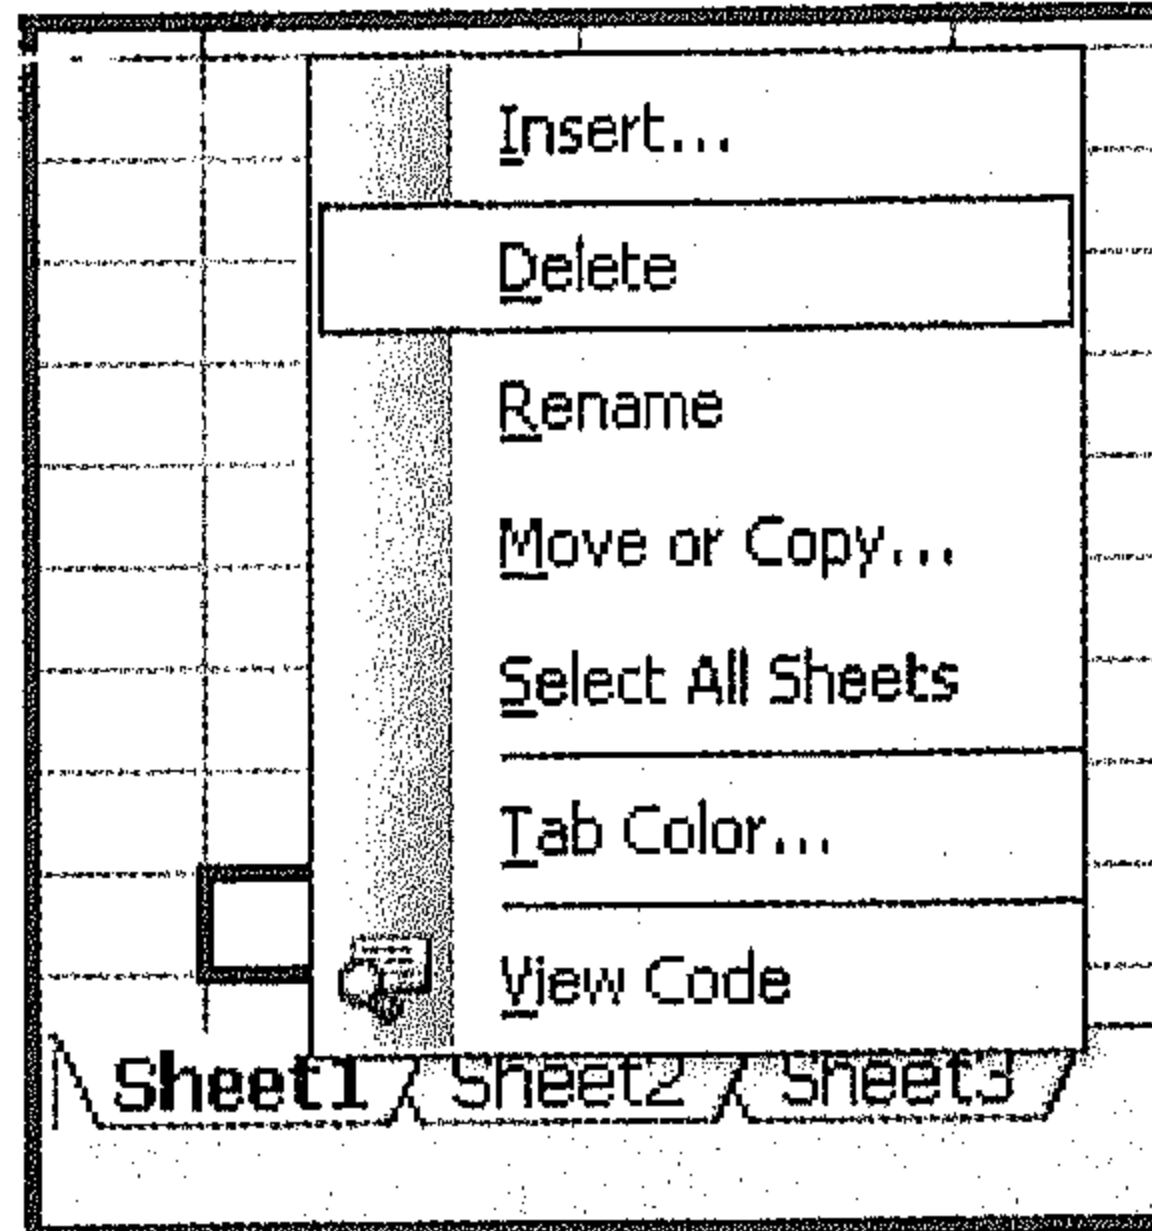 Insert...
Delete
Rename
Move or Copy...
Select All Sheets
Tab Color...
View Code
Sheet1 Sheet2 Sheet3